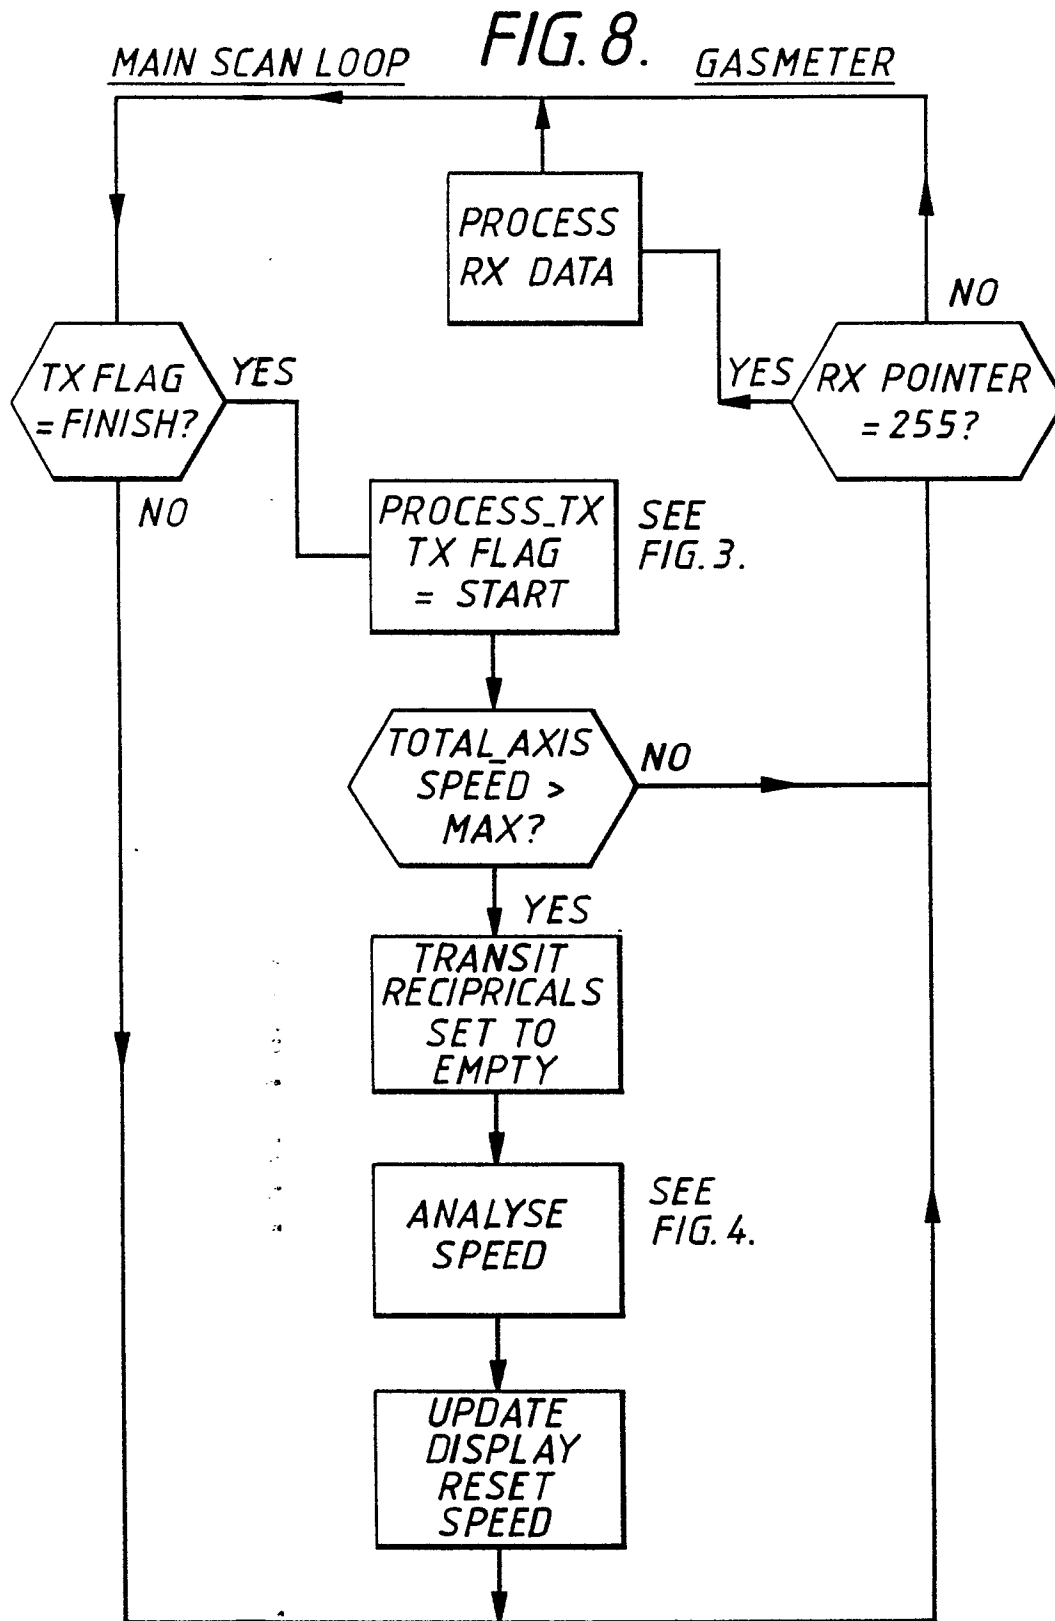 FIG. 8.
MAIN SCAN LOOP
GASMETER
PROCESS
RX DATA
NO
TX FLAG
= FINISH?
YES
YES
RX POINTER
= 255?
NO
PROCESS_TX
TX FLAG
= START
SEE
FIG. 3.
TOTAL_AXIS
SPEED >
MAX?
NO
YES
TRANSIT
RECIPRICALS
SET TO
EMPTY
ANALYSE
SPEED
SEE
FIG. 4.
UPDATE
DISPLAY
RESET
SPEED